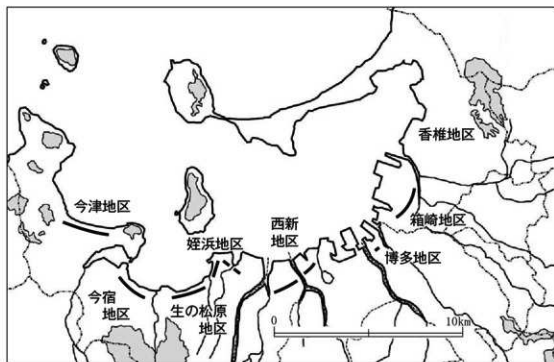 香椎地区
今津地区
西新
地区
姪浜地区
箱崎地区
博多地区
今宿
地区
生の松原
地区
0
10km